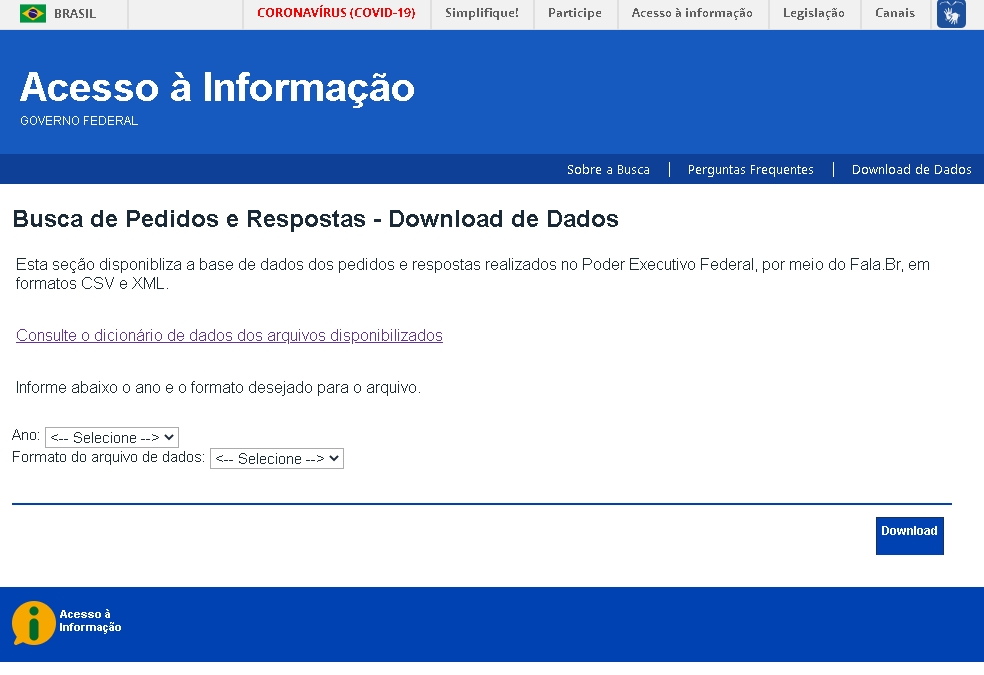 BRASIL
CORONAVÍRUS (COVID-19)
Simplifique!
Participe
Acesso à informação
Legislação
Canais
Acesso à Informação
GOVERNO FEDERAL
Sobre a Busca
Perguntas Frequentes
Download de Dados
Busca de Pedidos e Respostas - Download de Dados
Esta seção disponibliza a base de dados dos pedidos e respostas realizados no Poder Executivo Federal, por meio do Fala.Br, em
formatos CSV e XML.
Consulte o dicionário de dados dos arquivos disponibilizados
Informe abaixo o ano e o formato desejado para o arquivo.
Ano: <-- Selecione -->
Formato do arquivo de dados: <-- Selecione -->
Download
Acesso à
Informação